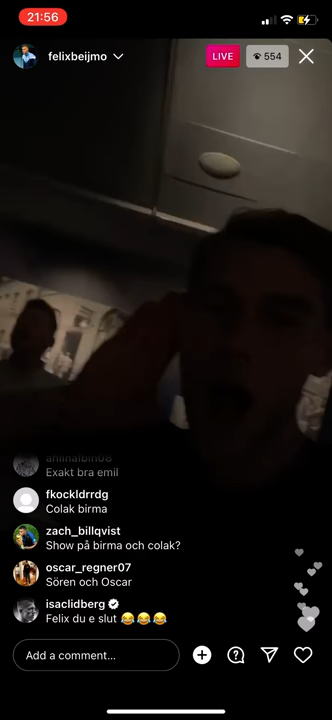 21:56
felixbeijmo
LIVE
554
anlinalbin08
Exakt bra emil
fkockldrrdg
Colak birma
zach_billqvist
Show på birma och colak?
oscar_regner07
Sören och Oscar
isaclidberg
Felix du e slut 😂😂😂
Add a comment...